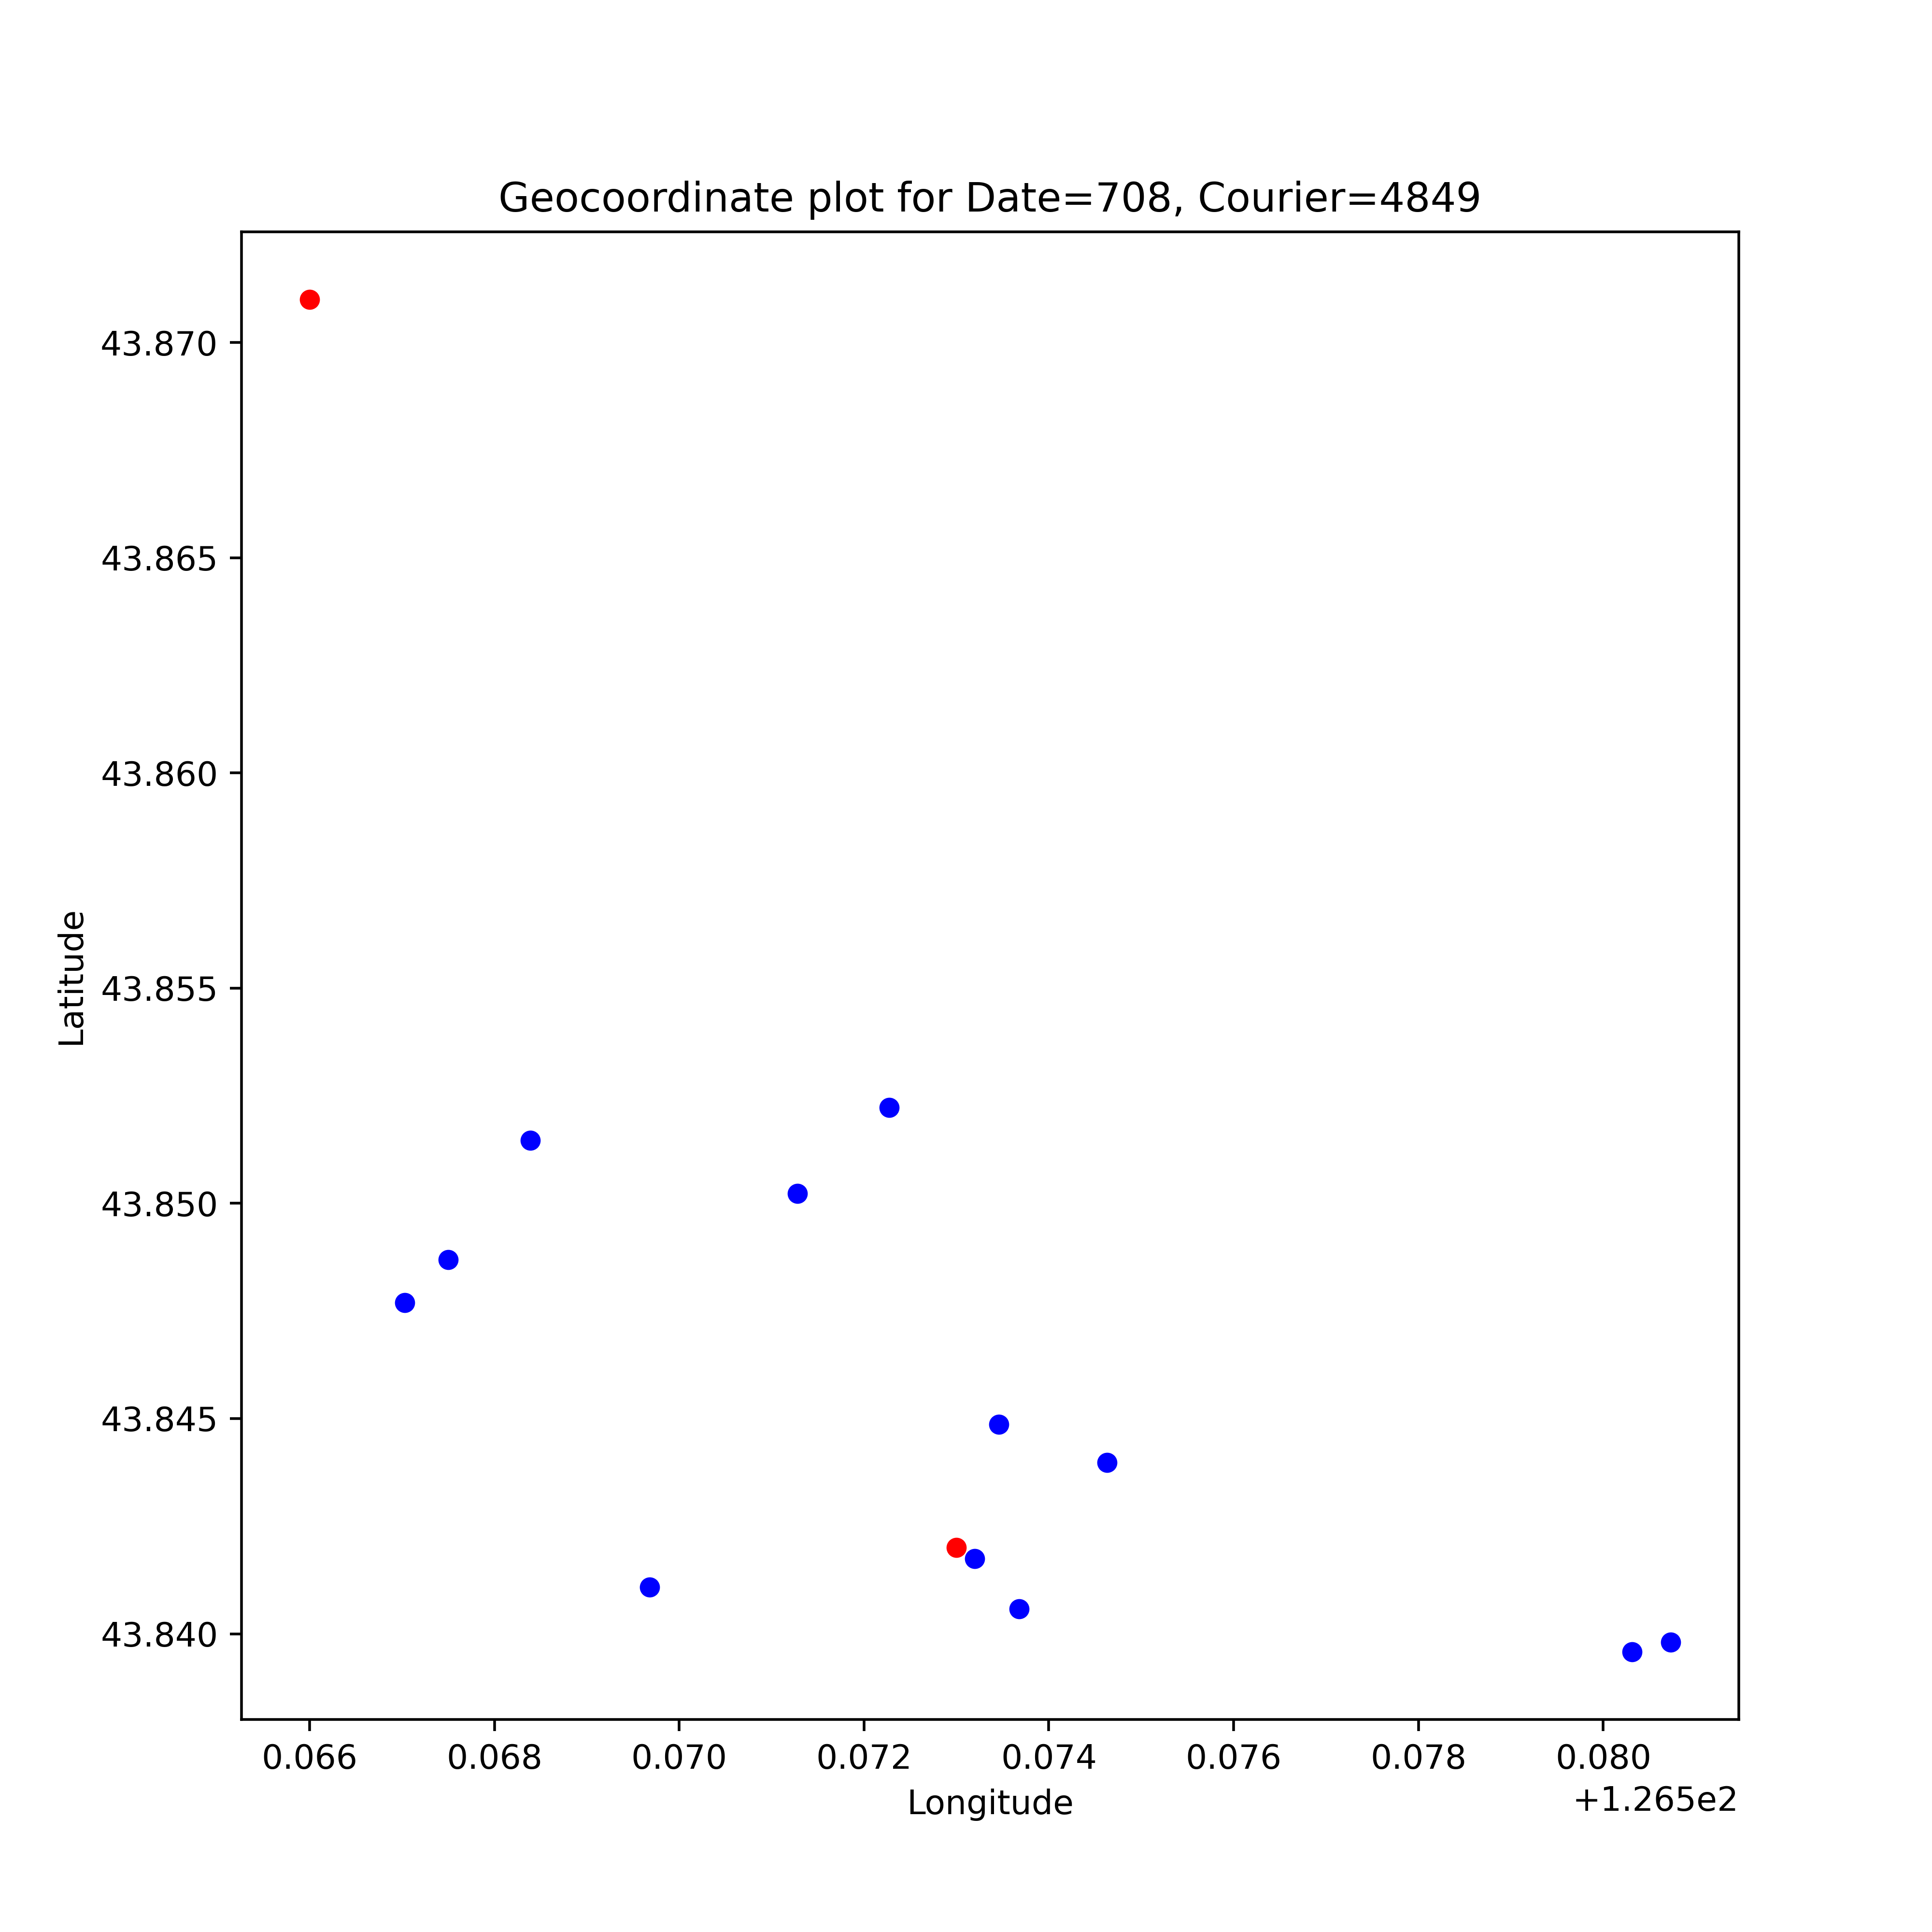 Geocoordinate plot for Date=708, Courier=4849
43.870
43.865
43.860
43.855
43.850
43.845
43.840
Latitude
0.066 0.068 0.070 0.072 0.074 0.076 0.078 0.080
+1.265e2
Longitude